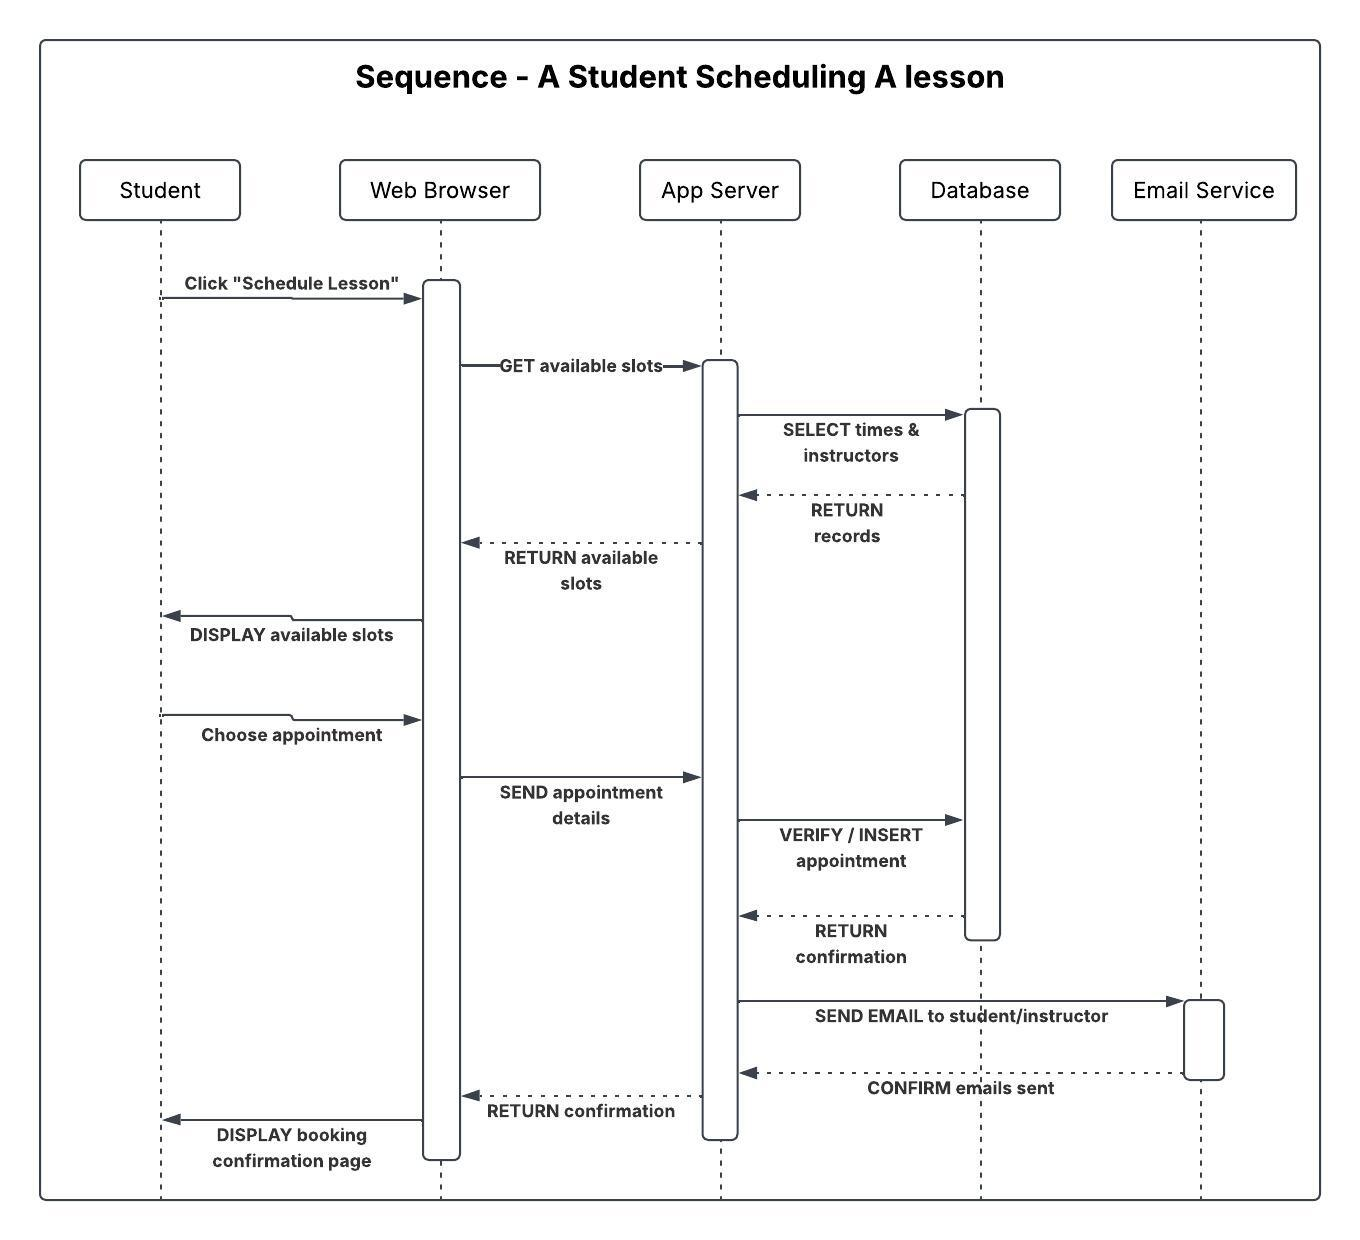 Sequence - A Student Scheduling A lesson
Student
Web Browser
App Server
Database
Email Service
Click "Schedule Lesson"
GET available slots
SELECT times &
instructors
RETURN
records
RETURN available
slots
DISPLAY available slots
Choose appointment
SEND appointment
details
VERIFY / INSERT
appointment
RETURN
confirmation
SEND EMAIL to student/instructor
CONFIRM emails sent
RETURN confirmation
DISPLAY booking
confirmation page